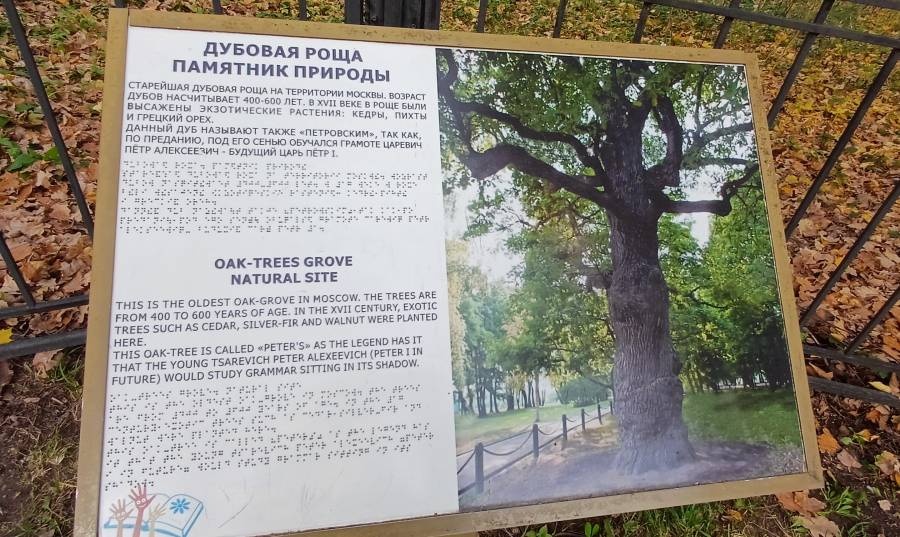 ДУБОВАЯ РОЩА
ПАМЯТНИК ПРИРОДЫ
СТАРЕЙШАЯ ДУБОВАЯ РОЩА НА ТЕРРИТОРИИ МОСКВЫ. ВОЗРАСТ
ДУБОВ НАСЧИТЫВАЕТ 400-600 ЛЕТ. В XVII ВЕКЕ В РОЩЕ БЫЛИ
ВЫСАЖЕНЫ ЭКЗОТИЧЕСКИЕ РАСТЕНИЯ: КЕДРЫ, ПИХТЫ
И ГРЕЦКИЙ ОРЕХ.
ДАННЫЙ ДУБ НАЗЫВАЮТ ТАКЖЕ «ПЕТРОВСКИМ», ТАК КАК,
ПО ПРЕДАНИЮ, ПОД ЕГО СЕНЬЮ ОБУЧАЛСЯ ГРАМОТЕ ЦАРЕВИЧ
ПЁТР АЛЕКСЕЕВИЧ - БУДУЩИЙ ЦАРЬ ПЁТР I.
OAK-TREES GROVE
NATURAL SITE
THIS IS THE OLDEST OAK-GROVE IN MOSCOW. THE TREES ARE
FROM 400 TO 600 YEARS OF AGE. IN THE XVII CENTURY, EXOTIC
TREES SUCH AS CEDAR, SILVER-FIR AND WALNUT WERE PLANTED
HERE.
THIS OAK-TREE IS CALLED «PETER'S» AS THE LEGEND HAS IT
THAT THE YOUNG TSAREVICH PETER ALEXEEVICH (PETER I IN
FUTURE) WOULD STUDY GRAMMAR SITTING IN ITS SHADOW.